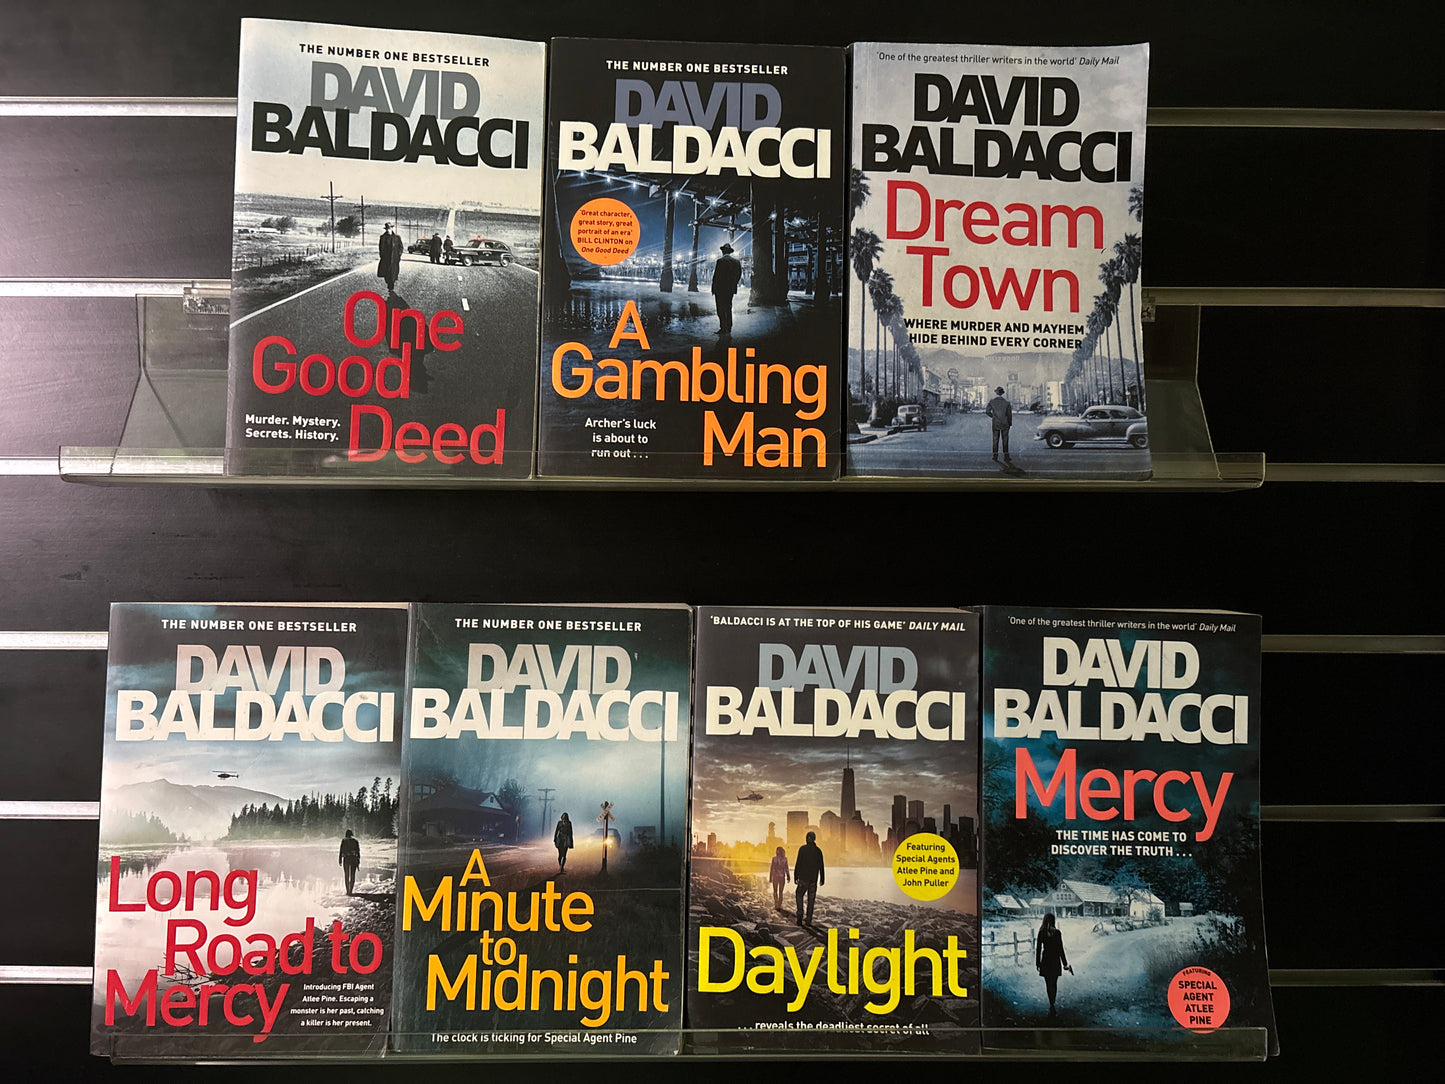 THE NUMBER ONE BESTSELLER
DAVID
BALDACCI
One
Good
Deed
Murder. Mystery.
Secrets. History.
THE NUMBER ONE BESTSELLER
DAVID
BALDACCI
'Great character,
great story, great
portrait of an era'
BILL CLINTON on
One Good Deed
A
Gambling
Man
Archer's luck
is about to
run out . . .
'One of the greatest thriller writers in the world' Daily Mail
DAVID
BALDACCI
Dream
Town
WHERE MURDER AND MAYHEM
HIDE BEHIND EVERY CORNER
HOLLYWOOD
THE NUMBER ONE BESTSELLER
DAVID
BALDACCI
Long
Road to
Mercy
Introducing FBI Agent
Atlee Pine. Escaping a
monster is her past, catching
a killer is her present.
THE NUMBER ONE BESTSELLER
DAVID
BALDACCI
A
Minute
to
Midnight
The clock is ticking for Special Agent Pine
'BALDACCI IS AT THE TOP OF HIS GAME' DAILY MAIL
DAVID
BALDACCI
Featuring
Special Agents
Atlee Pine and
John Puller
Daylight
. . . reveals the deadliest secret of all
'One of the greatest thriller writers in the world' Daily Mail
DAVID
BALDACCI
Mercy
THE TIME HAS COME TO
DISCOVER THE TRUTH . . .
FEATURING
SPECIAL
AGENT
ATLEE
PINE